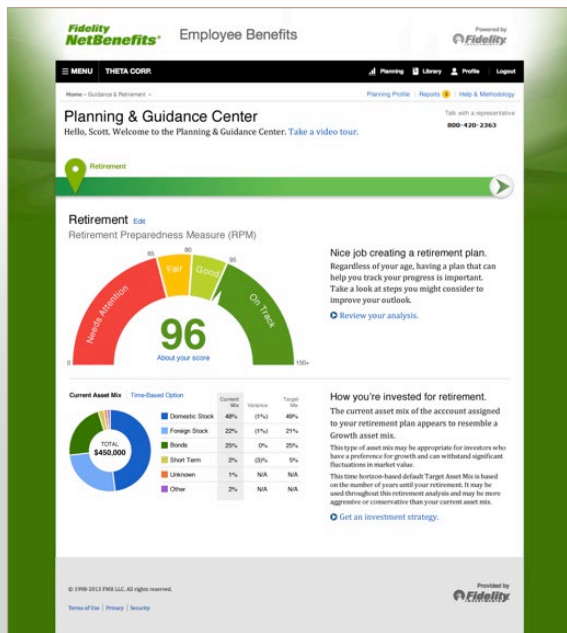 Fidelity
NetBenefits®
Employee Benefits
Powered by
Fidelity
INVESTMENTS
MENU
THETA CORP.
Planning
Library
Profile
Logout
Home › Guidance & Retirement ›
Planning Profile | Reports 3 | Help & Methodology
Planning & Guidance Center
Hello, Scott. Welcome to the Planning & Guidance Center. Take a video tour.
Talk with a representative
800-420-2363
Retirement
Retirement Edit
Retirement Preparedness Measure (RPM)
0
65
80
95
150+
Needs Attention
Fair
Good
On Track
96
About your score
Nice job creating a retirement plan.
Regardless of your age, having a plan that can
help you track your progress is important.
Take a look at steps you might consider to
improve your outlook.
Review your analysis.
Current Asset Mix | Time-Based Option
TOTAL
$450,000
Current Mix Variance Target Mix
Domestic Stock 48% (1%) 49%
Foreign Stock 22% (1%) 21%
Bonds 25% 0% 25%
Short Term 2% (3)% 5%
Unknown 1% N/A N/A
Other 2% N/A N/A
How you're invested for retirement.
The current asset mix of the acccount assigned
to your retirement plan appears to resemble a
Growth asset mix.
This type of mix may be appropriate for investors who
have a preference for growth and can withstand significant
fluctuations in market value.
This time horizon-based default Target Asset Mix is based
on the number of years until your retirement. It may be
used throughout this retirement analysis and may be more
aggressive or conservative than your current asset mix.
Get an investment strategy.
© 1998-2013 FMR LLC. All rights reserved.
Terms of Use | Privacy | Security
Provided by
Fidelity
INVESTMENTS